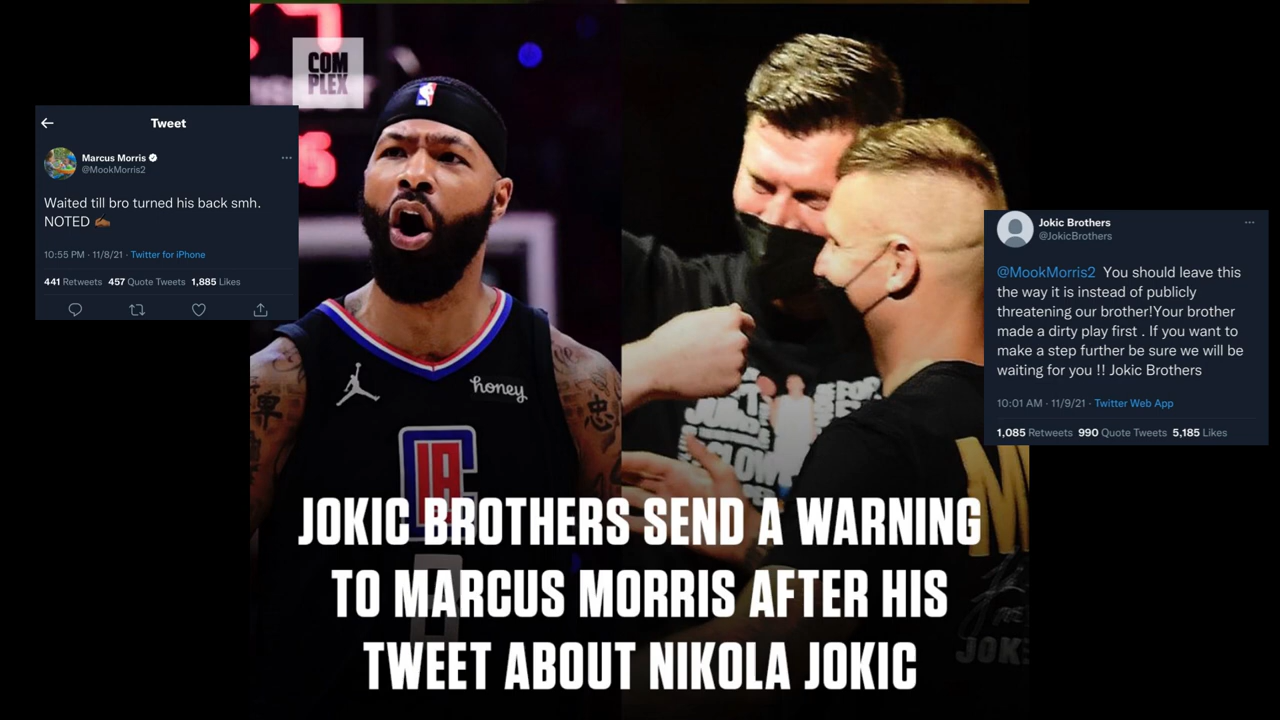 COM
PLEX
Tweet
Marcus Morris
@MookMorris2
Waited till bro turned his back smh.
NOTED ✍🏾
10:55 PM · 11/8/21 · Twitter for iPhone
441 Retweets 457 Quote Tweets 1,885 Likes
honey
忠
Jokic Brothers
@JokicBrothers
@MookMorris2 You should leave this
the way it is instead of publicly
threatening our brother!Your brother
made a dirty play first . If you want to
make a step further be sure we will be
waiting for you !! Jokic Brothers
10:01 AM · 11/9/21 · Twitter Web App
1,085 Retweets 990 Quote Tweets 5,185 Likes
JOKIC BROTHERS SEND A WARNING
TO MARCUS MORRIS AFTER HIS
TWEET ABOUT NIKOLA JOKIC